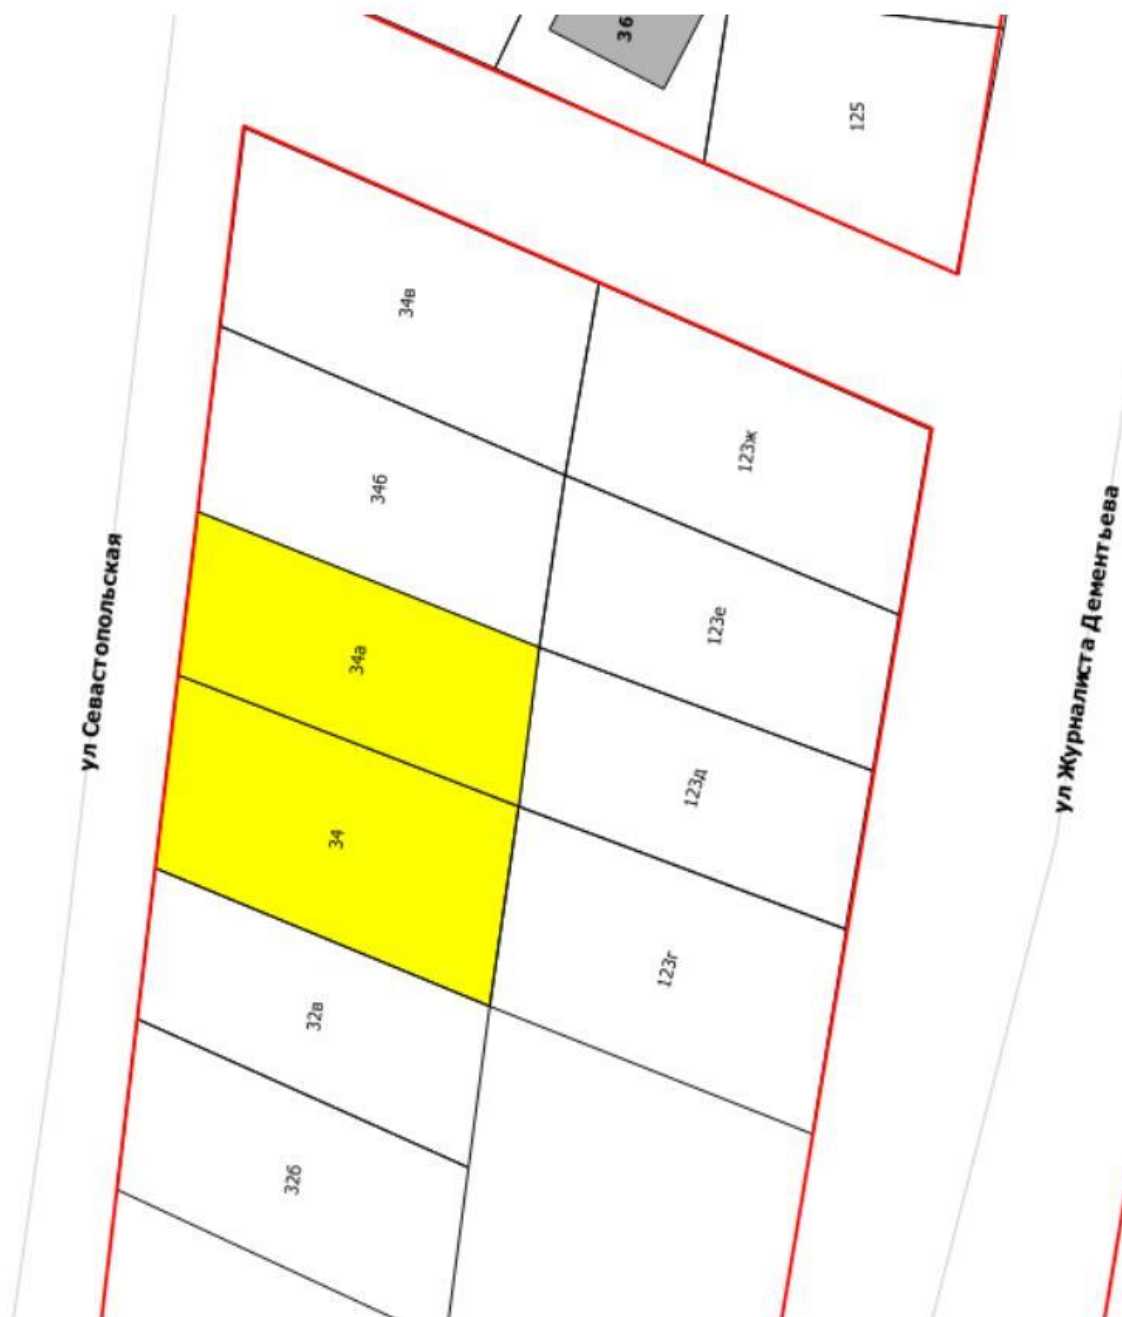 36
125
34в
123ж
34б
123е
34а
123д
34
123г
32в
32б
ул Севастопольская
ул Журналиста Дементьева